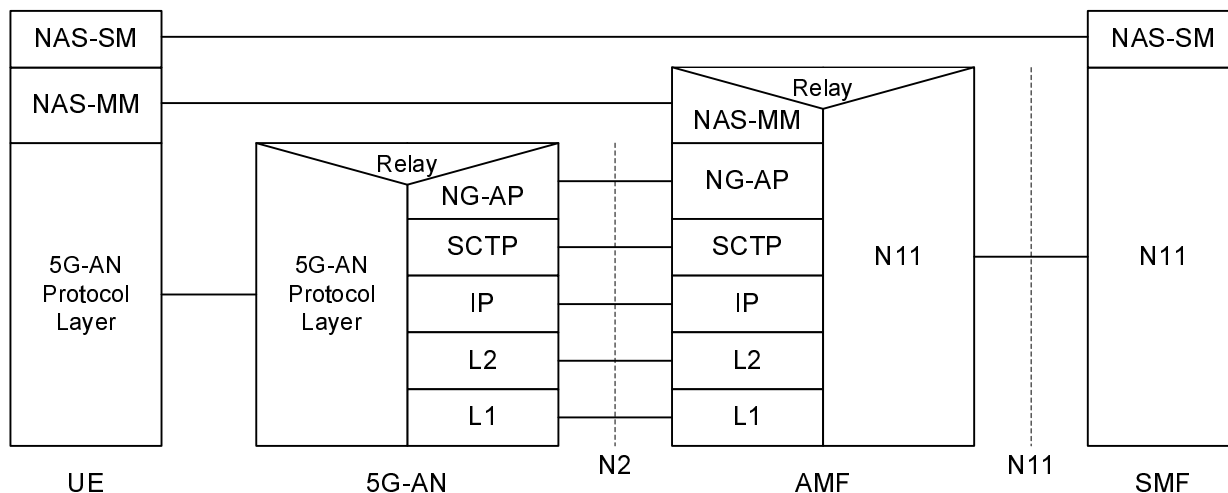 NAS-SM
NAS-SM
NAS-MM
Relay
NAS-MM
Relay
NG-AP
NG-AP
SCTP
SCTP
N11
N11
5G-AN
Protocol
Layer
5G-AN
Protocol
Layer
IP
IP
L2
L2
L1
L1
UE
5G-AN
N2
AMF
N11
SMF